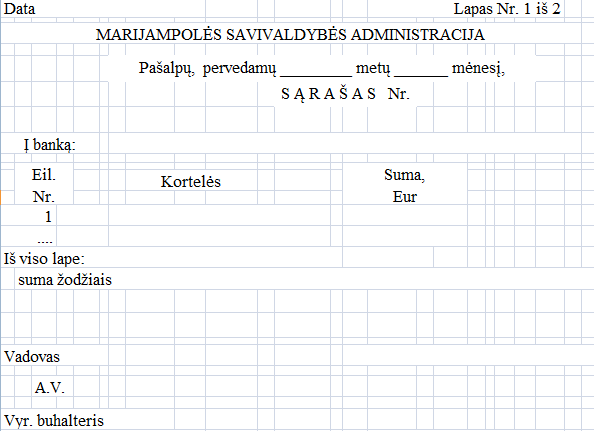 Data Lapas Nr. 1 iš 2
MARIJAMPOLĖS SAVIVALDYBĖS ADMINISTRACIJA
Pašalpų, pervedamų _________ metų _______ mėnesį,
S Ą R A Š A S Nr.
Į banką:
Eil. Nr. Kortelės Suma, Eur
1
....
Iš viso lape:
suma žodžiais
Vadovas
A.V.
Vyr. buhalteris